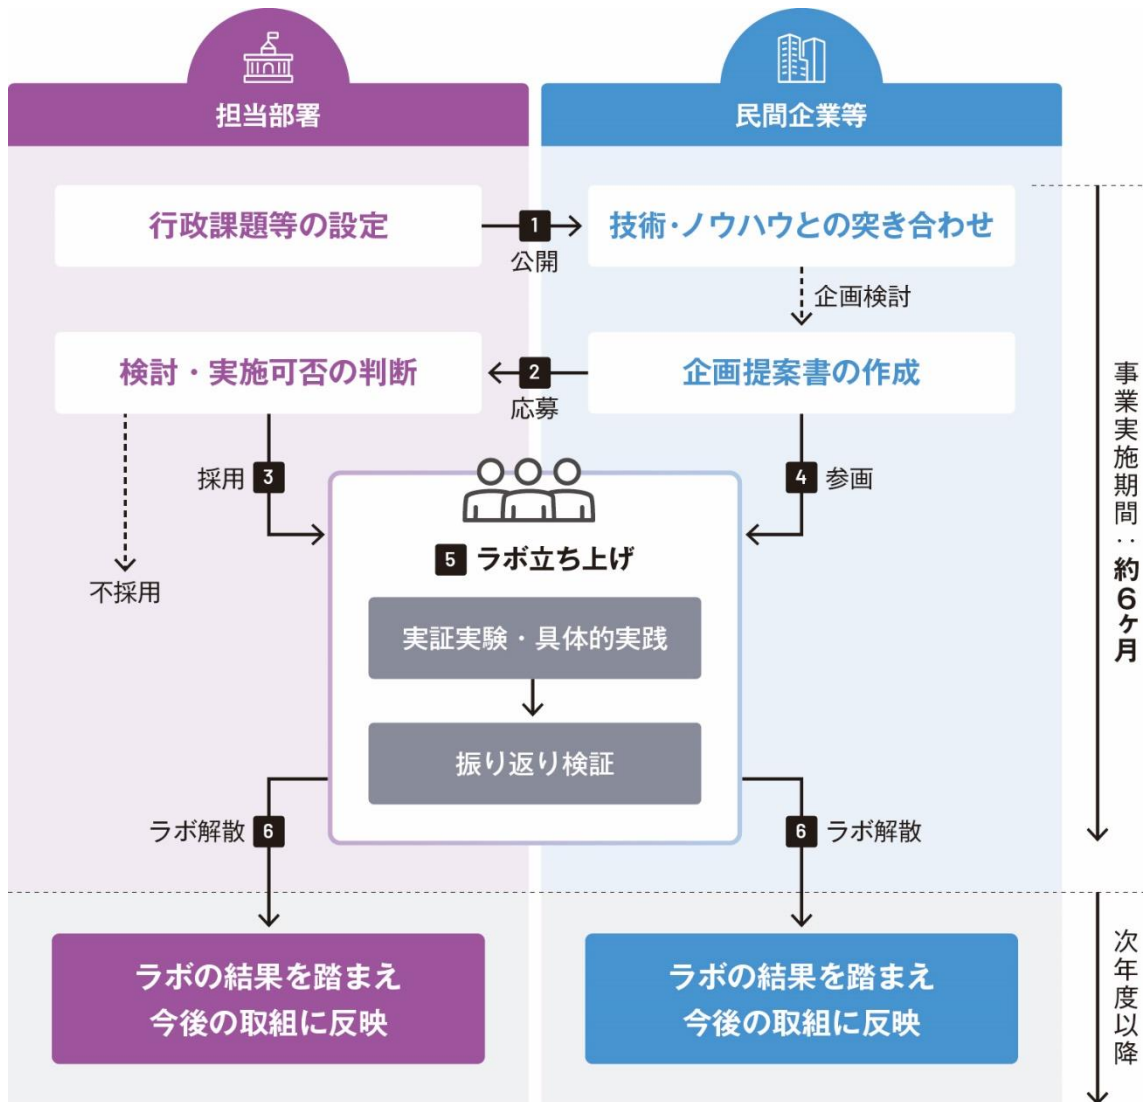 担当部署
民間企業等
行政課題等の設定
1
公開
技術・ノウハウとの突き合わせ
企画検討
検討・実施可否の判断
2
応募
企画提案書の作成
採用
3
4
参画
不採用
5 ラボ立ち上げ
実証実験・具体的実践
振り返り検証
ラボ解散
6
6
ラボ解散
事業実施期間：約6ヶ月
ラボの結果を踏まえ
今後の取組に反映
ラボの結果を踏まえ
今後の取組に反映
次年度以降